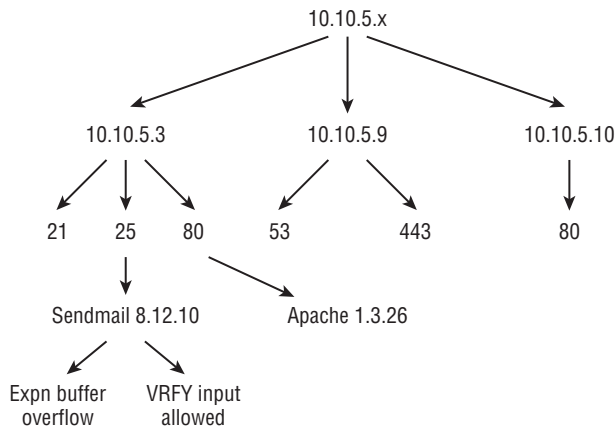 10.10.5.x
10.10.5.3
10.10.5.9
10.10.5.10
21
25
80
53
443
80
Sendmail 8.12.10
Apache 1.3.26
Expn buffer
overflow
VRFY input
allowed